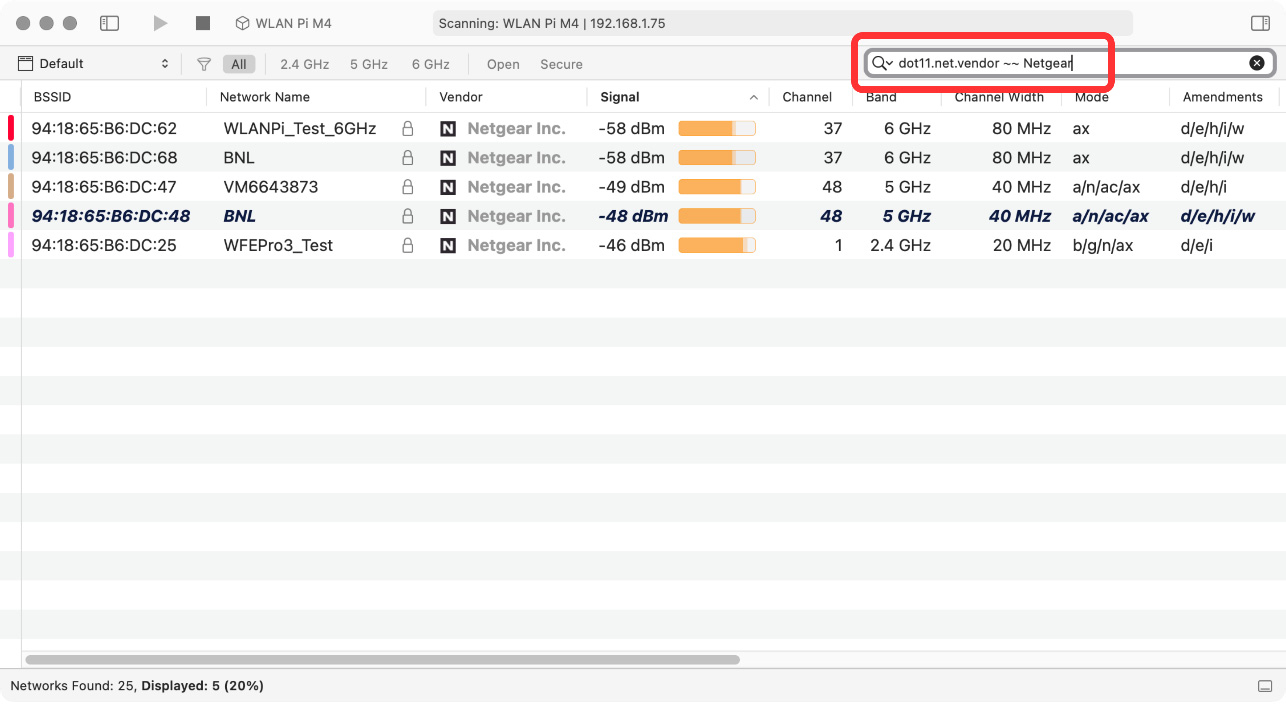 WLAN Pi M4 Scanning: WLAN Pi M4 | 192.168.1.75
Default All 2.4 GHz 5 GHz 6 GHz Open Secure dot11.net.vendor ~~ Netgear
BSSID Network Name Vendor Signal Channel Band Channel Width Mode Amendments
94:18:65:B6:DC:62 WLANPi_Test_6GHz N Netgear Inc. -58 dBm 37 6 GHz 80 MHz ax d/e/h/i/w
94:18:65:B6:DC:68 BNL N Netgear Inc. -58 dBm 37 6 GHz 80 MHz ax d/e/h/i/w
94:18:65:B6:DC:47 VM6643873 N Netgear Inc. -49 dBm 48 5 GHz 40 MHz a/n/ac/ax d/e/h/i
94:18:65:B6:DC:48 BNL N Netgear Inc. -48 dBm 48 5 GHz 40 MHz a/n/ac/ax d/e/h/i/w
94:18:65:B6:DC:25 WFEPro3_Test N Netgear Inc. -46 dBm 1 2.4 GHz 20 MHz b/g/n/ax d/e/i
Networks Found: 25, Displayed: 5 (20%)